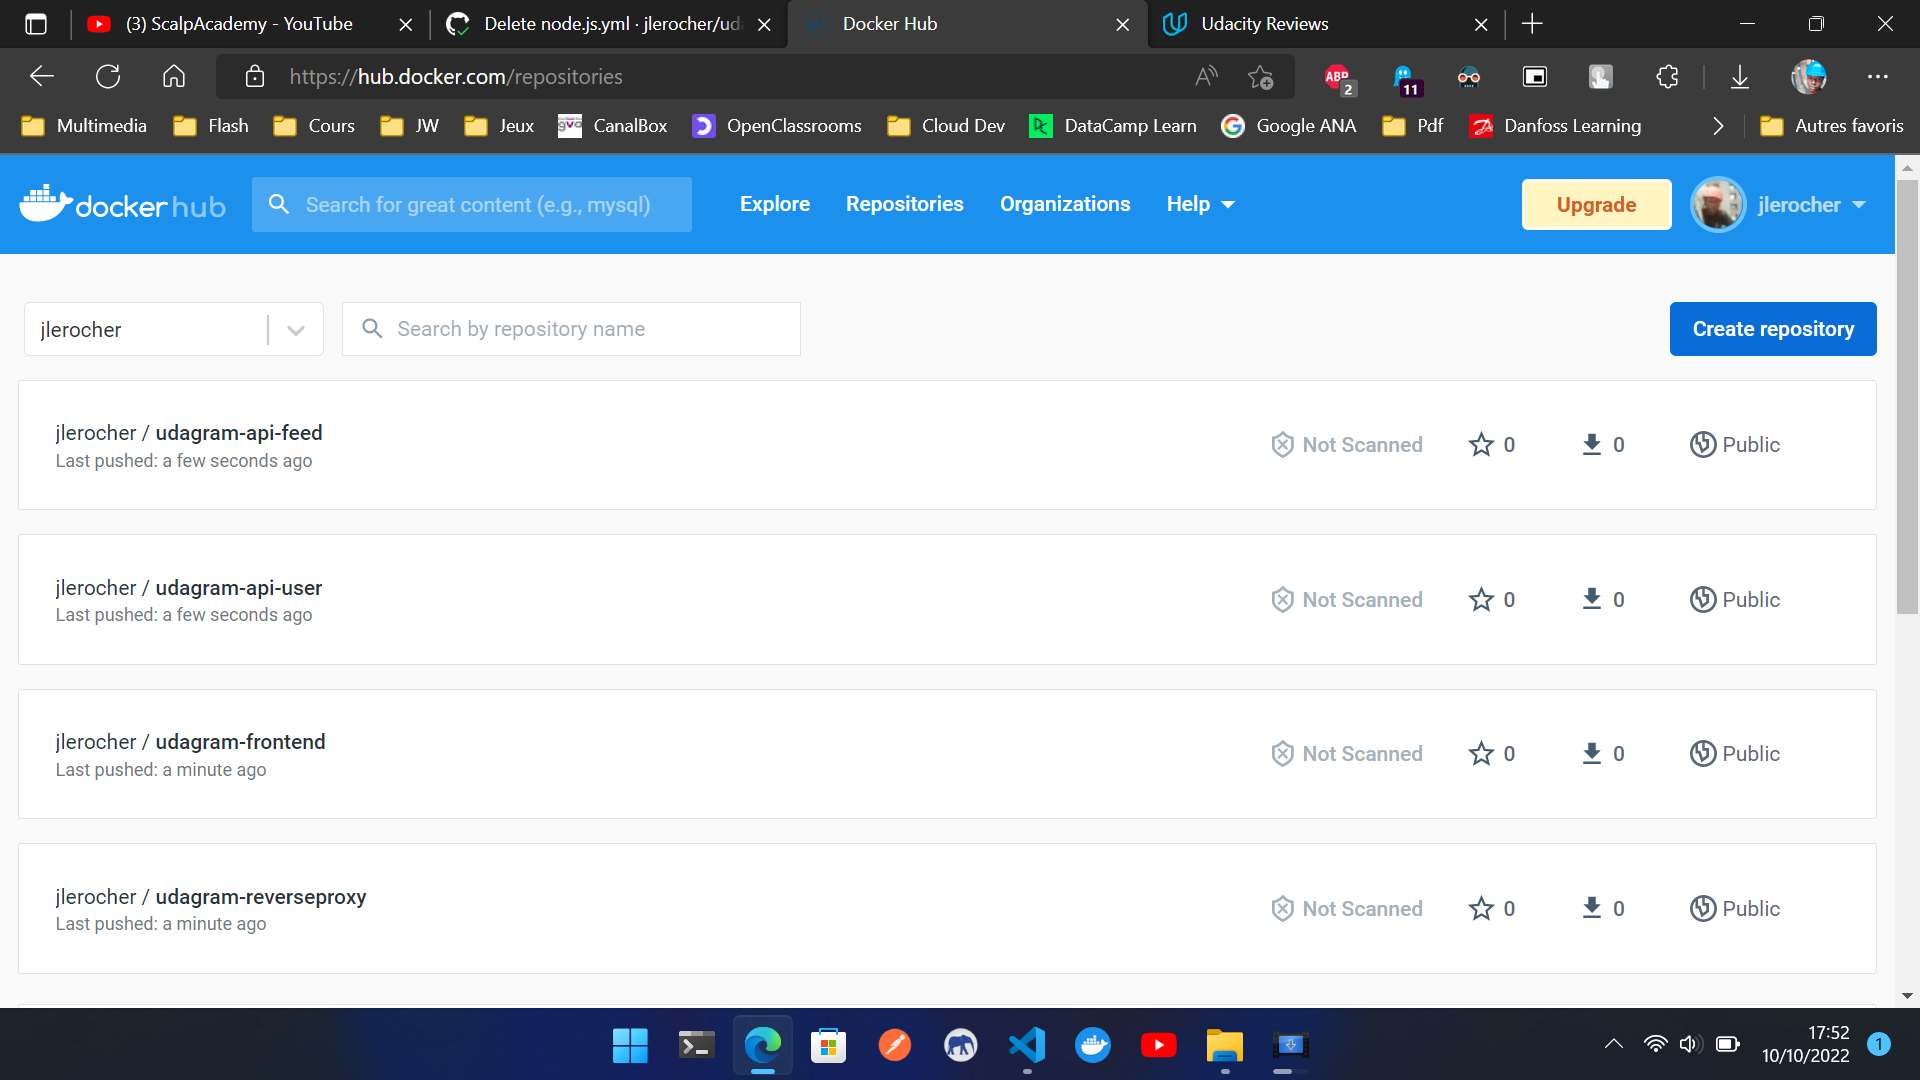 (3) ScalpAcademy - YouTube
Delete node.js.yml · jlerocher/ud
Docker Hub
Udacity Reviews
https://hub.docker.com/repositories
ABP
2
11
Multimedia
Flash
Cours
JW
Jeux
gva
CanalBox
OpenClassrooms
Cloud Dev
DataCamp Learn
Google ANA
Pdf
Danfoss Learning
Autres favoris
docker hub
Search for great content (e.g., mysql)
Explore
Repositories
Organizations
Help
Upgrade
jlerocher
jlerocher
Search by repository name
Create repository
jlerocher / udagram-api-feed
Last pushed: a few seconds ago
Not Scanned
0
0
Public
jlerocher / udagram-api-user
Last pushed: a few seconds ago
Not Scanned
0
0
Public
jlerocher / udagram-frontend
Last pushed: a minute ago
Not Scanned
0
0
Public
jlerocher / udagram-reverseproxy
Last pushed: a minute ago
Not Scanned
0
0
Public
17:52
10/10/2022
1